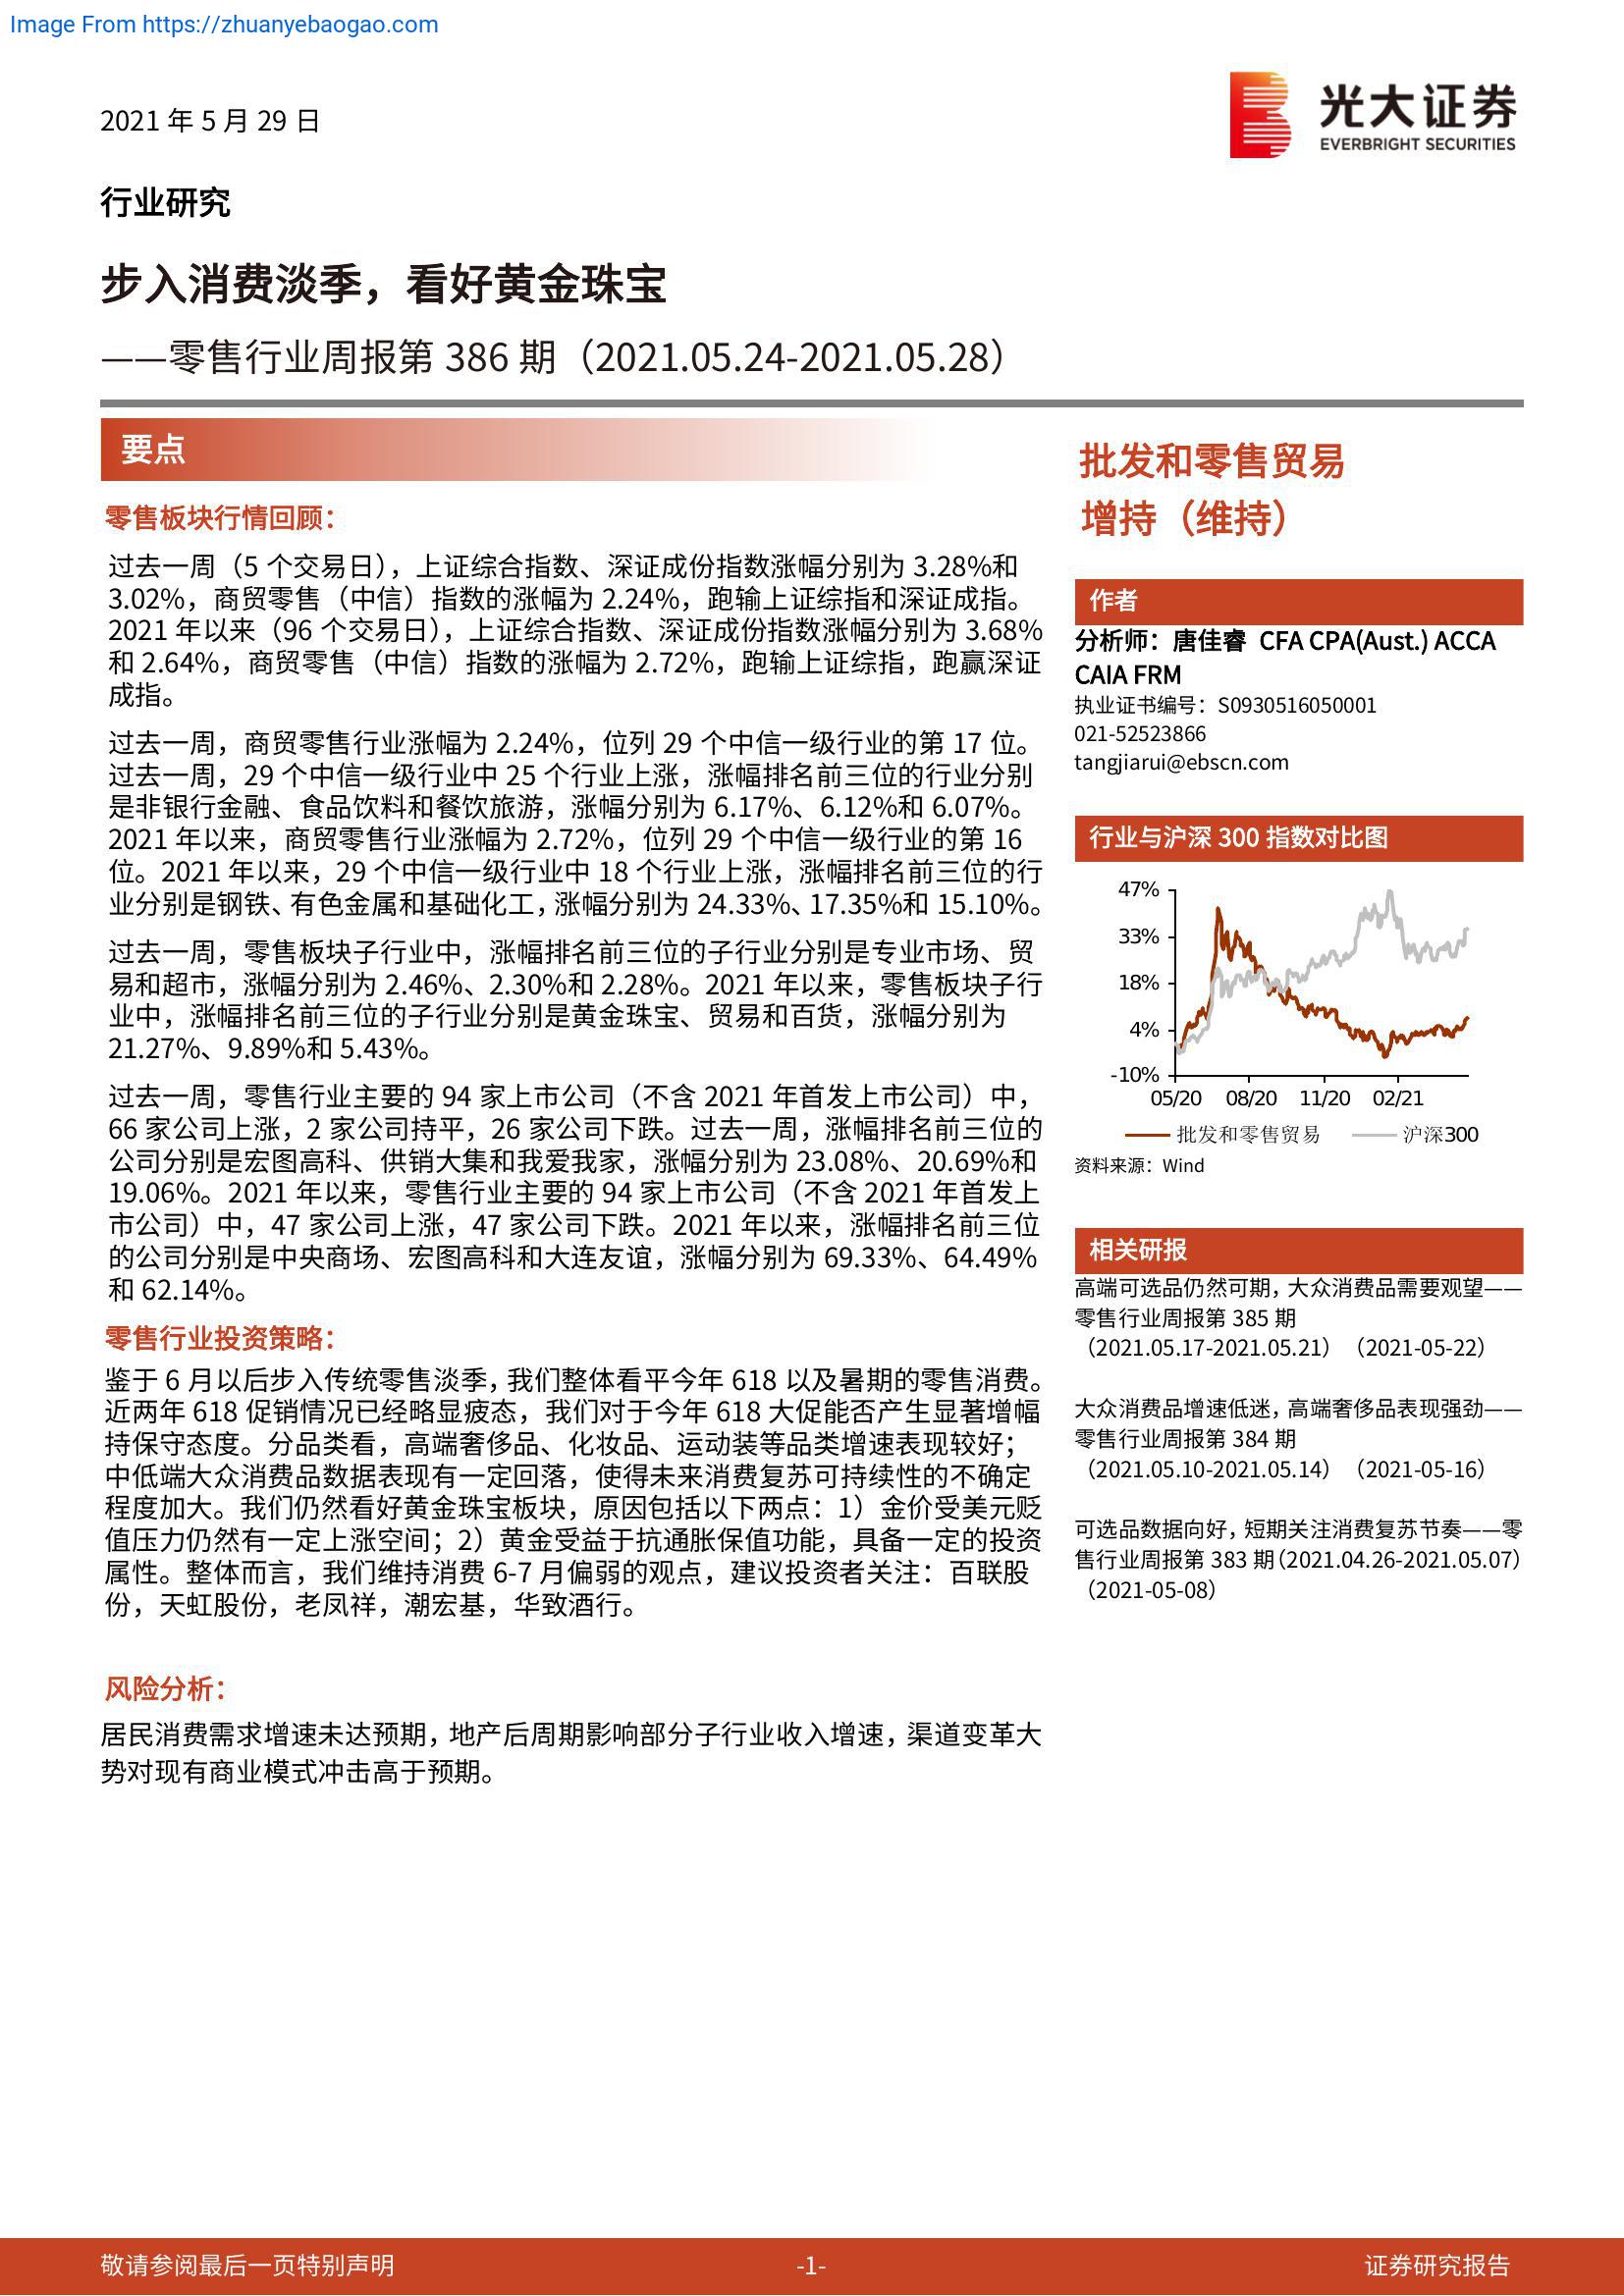 Image From https://zhuanyebaogao.com
2021 年 5 月 29 日
光大证券
EVERBRIGHT SECURITIES
行业研究
步入消费淡季，看好黄金珠宝
——零售行业周报第 386 期（2021.05.24-2021.05.28）
要点
零售板块行情回顾：
过去一周（5 个交易日），上证综合指数、深证成份指数涨幅分别为 3.28%和
3.02%，商贸零售（中信）指数的涨幅为 2.24%，跑输上证综指和深证成指。
2021 年以来（96 个交易日），上证综合指数、深证成份指数涨幅分别为 3.68%
和 2.64%，商贸零售（中信）指数的涨幅为 2.72%，跑输上证综指，跑赢深证
成指。
过去一周，商贸零售行业涨幅为 2.24%，位列 29 个中信一级行业的第 17 位。
过去一周，29 个中信一级行业中 25 个行业上涨，涨幅排名前三位的行业分别
是非银行金融、食品饮料和餐饮旅游，涨幅分别为 6.17%、6.12%和 6.07%。
2021 年以来，商贸零售行业涨幅为 2.72%，位列 29 个中信一级行业的第 16
位。2021 年以来，29 个中信一级行业中 18 个行业上涨，涨幅排名前三位的行
业分别是钢铁、有色金属和基础化工，涨幅分别为 24.33%、17.35%和 15.10%。
过去一周，零售板块子行业中，涨幅排名前三位的子行业分别是专业市场、贸
易和超市，涨幅分别为 2.46%、2.30%和 2.28%。2021 年以来，零售板块子行
业中，涨幅排名前三位的子行业分别是黄金珠宝、贸易和百货，涨幅分别为
21.27%、9.89%和 5.43%。
过去一周，零售行业主要的 94 家上市公司（不含 2021 年首发上市公司）中，
66 家公司上涨，2 家公司持平，26 家公司下跌。过去一周，涨幅排名前三位的
公司分别是宏图高科、供销大集和我爱我家，涨幅分别为 23.08%、20.69%和
19.06%。2021 年以来，零售行业主要的 94 家上市公司（不含 2021 年首发上
市公司）中，47 家公司上涨，47 家公司下跌。2021 年以来，涨幅排名前三位
的公司分别是中央商场、宏图高科和大连友谊，涨幅分别为 69.33%、64.49%
和 62.14%。
零售行业投资策略：
鉴于 6 月以后步入传统零售淡季，我们整体看平今年 618 以及暑期的零售消费。
近两年 618 促销情况已经略显疲态，我们对于今年 618 大促能否产生显著增幅
持保守态度。分品类看，高端奢侈品、化妆品、运动装等品类增速表现较好；
中低端大众消费品数据表现有一定回落，使得未来消费复苏可持续性的不确定
程度加大。我们仍然看好黄金珠宝板块，原因包括以下两点：1）金价受美元贬
值压力仍然有一定上涨空间；2）黄金受益于抗通胀保值功能，具备一定的投资
属性。整体而言，我们维持消费 6-7 月偏弱的观点，建议投资者关注：百联股
份，天虹股份，老凤祥，潮宏基，华致酒行。
风险分析：
居民消费需求增速未达预期，地产后周期影响部分子行业收入增速，渠道变革大
势对现有商业模式冲击高于预期。
批发和零售贸易
增持（维持）
作者
分析师：唐佳睿 CFA CPA(Aust.) ACCA
CAIA FRM
执业证书编号：S0930516050001
021-52523866
tangjiarui@ebscn.com
行业与沪深 300 指数对比图
47%
33%
18%
4%
-10%
05/20 08/20 11/20 02/21
批发和零售贸易 沪深300
资料来源：Wind
相关研报
高端可选品仍然可期，大众消费品需要观望——
零售行业周报第 385 期
（2021.05.17-2021.05.21）（2021-05-22）
大众消费品增速低迷，高端奢侈品表现强劲——
零售行业周报第 384 期
（2021.05.10-2021.05.14）（2021-05-16）
可选品数据向好，短期关注消费复苏节奏——零
售行业周报第 383 期（2021.04.26-2021.05.07）
（2021-05-08）
敬请参阅最后一页特别声明
-1-
证券研究报告